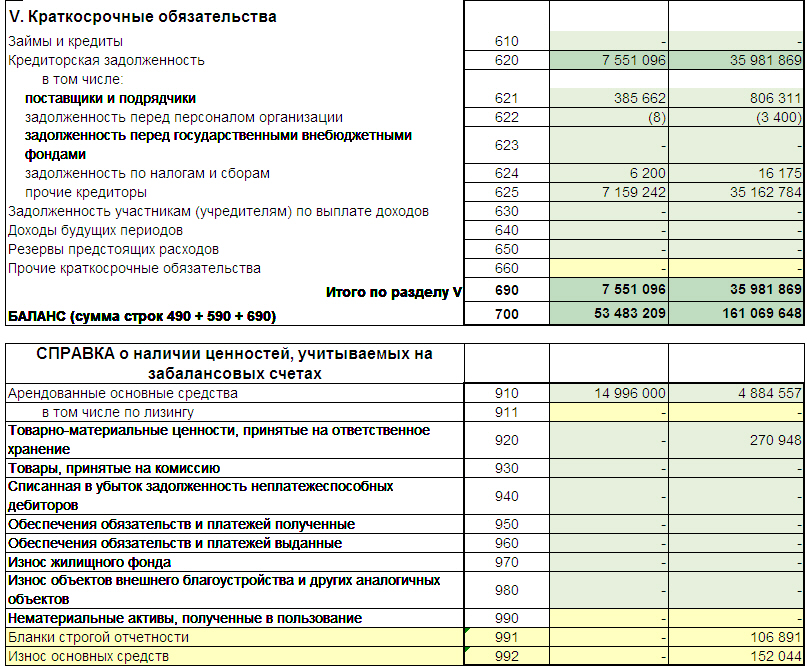 V. Краткосрочные обязательства
Займы и кредиты 610 - -
Кредиторская задолженность 620 7 551 096 35 981 869
в том числе:
поставщики и подрядчики 621 385 662 806 311
задолженность перед персоналом организации 622 (8) (3 400)
задолженность перед государственными внебюджетными
фондами 623 - -
задолженность по налогам и сборам 624 6 200 16 175
прочие кредиторы 625 7 159 242 35 162 784
Задолженность участникам (учредителям) по выплате доходов 630 - -
Доходы будущих периодов 640 - -
Резервы предстоящих расходов 650 - -
Прочие краткосрочные обязательства 660 - -
Итого по разделу V 690 7 551 096 35 981 869
БАЛАНС (сумма строк 490 + 590 + 690) 700 53 483 209 161 069 648
СПРАВКА о наличии ценностей, учитываемых на
забалансовых счетах
Арендованные основные средства 910 14 996 000 4 884 557
в том числе по лизингу 911 - -
Товарно-материальные ценности, принятые на ответственное
хранение 920 - 270 948
Товары, принятые на комиссию 930 - -
Списанная в убыток задолженность неплатежеспособных
дебиторов 940 - -
Обеспечения обязательств и платежей полученные 950 - -
Обеспечения обязательств и платежей выданные 960 - -
Износ жилищного фонда 970 - -
Износ объектов внешнего благоустройства и других аналогичных
объектов 980 - -
Нематериальные активы, полученные в пользование 990 - -
Бланки строгой отчетности 991 - 106 891
Износ основных средств 992 - 152 044